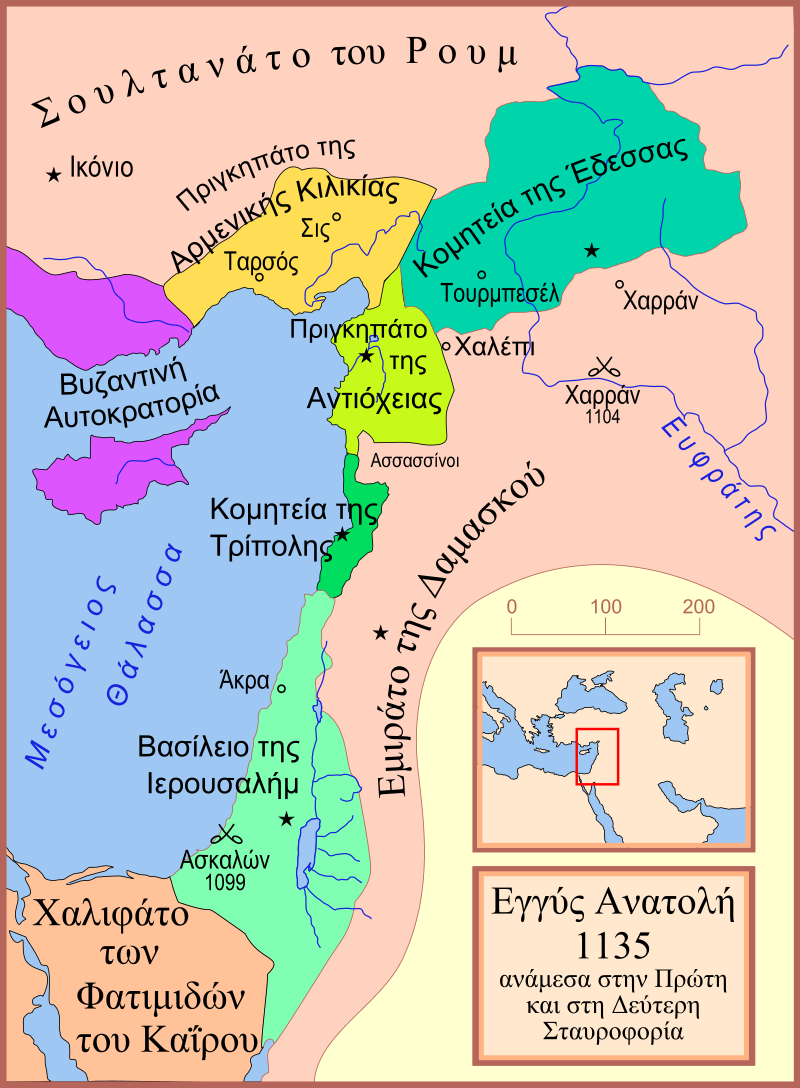 Σουλτανάτο του Ρουμ
Ικόνιο
Πριγκηπάτο της
Αρμενικής Κιλικίας
Σις
Ταρσός
Κομητεία της Έδεσσας
Τουρμπεσέλ
Χαρράν
Πριγκηπάτο
της
Αντιόχειας
Χαλέπι
Χαρράν
1104
Ευφράτης
Βυζαντινή
Αυτοκρατορία
Ασσασσίνοι
Κομητεία της
Τρίπολης
Εμιράτο της Δαμασκού
Μεσόγειος
Θάλασσα
0 100 200
Άκρα
Βασίλειο της
Ιερουσαλήμ
Ασκαλών
1099
Χαλιφάτο
των
Φατιμιδών
του Καΐρου
Εγγύς Ανατολή
1135
ανάμεσα στην Πρώτη
και στη Δεύτερη
Σταυροφορία